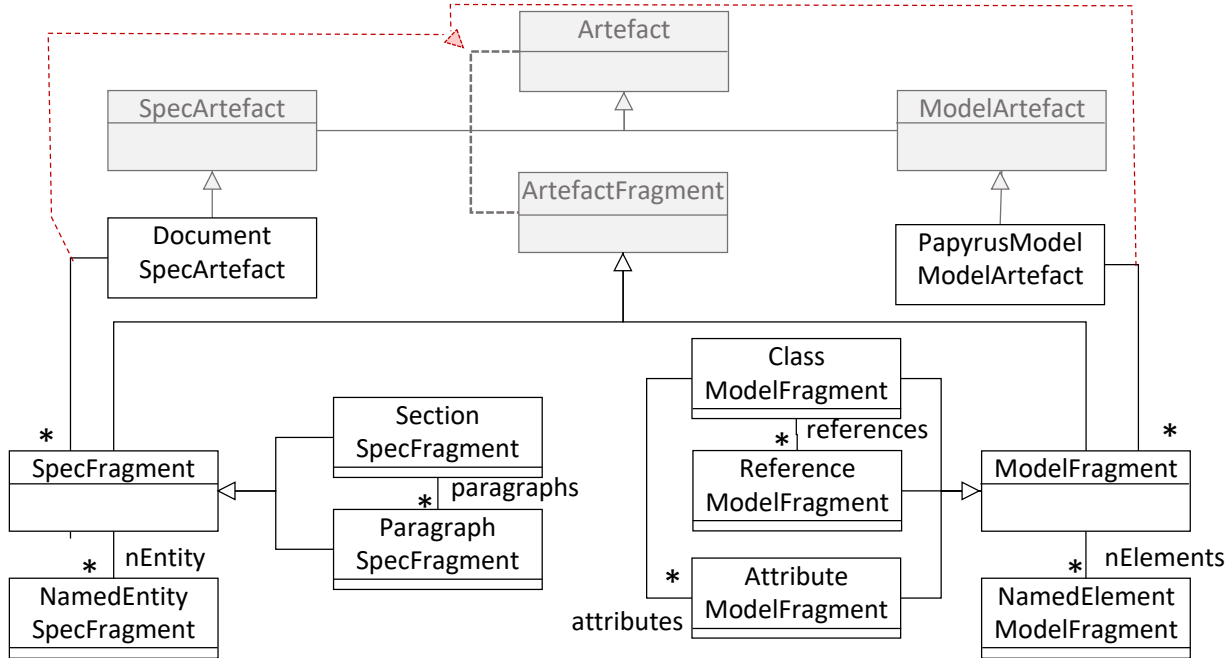 Artefact
SpecArtefact
ModelArtefact
ArtefactFragment
Document
SpecArtefact
PapyrusModel
ModelArtefact
Class
ModelFragment
Section
SpecFragment
*
*
*
references
SpecFragment
Reference
ModelFragment
ModelFragment
*
paragraphs
Paragraph
SpecFragment
*
nEntity
*
nElements
*
attributes
Attribute
ModelFragment
NamedEntity
SpecFragment
NamedElement
ModelFragment